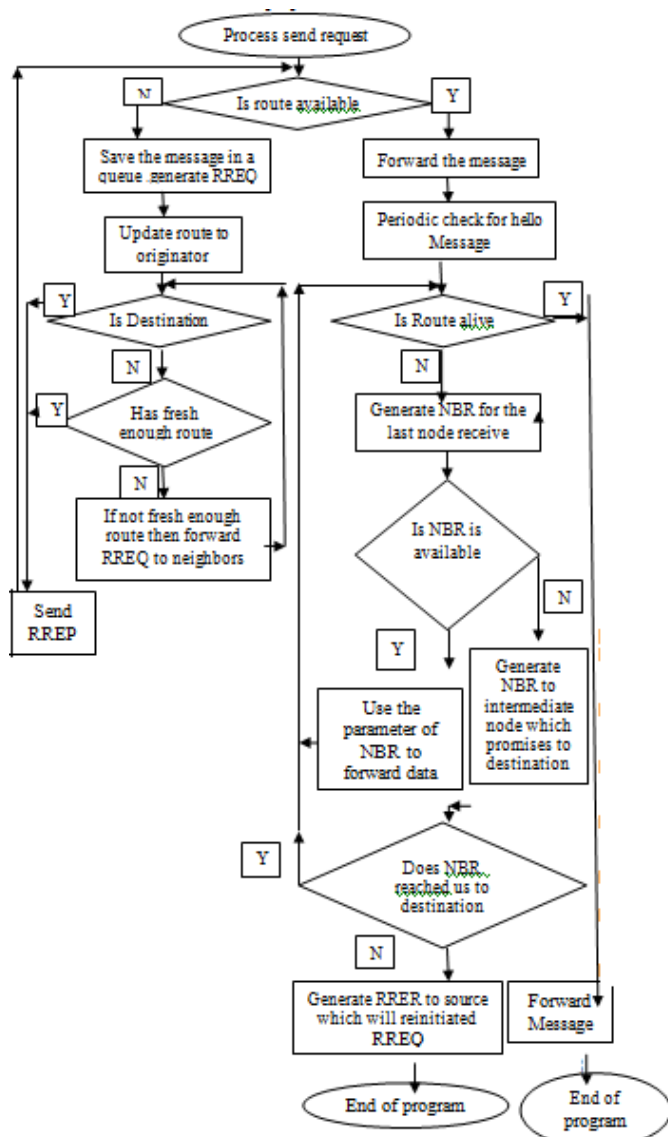 Process send request
Is route available
N
Y
Save the message in a
queue .generate RREQ
Forward the message
Update route to
originator
Periodic check for hello
Message
Y
Is Destination
Is Route alive
Y
N
N
Y
Has fresh
enough route
Generate NBR for the
last node receive
N
If not fresh enough
route then forward
RREQ to neighbors
Is NBR is
available
N
Send
RREP
Y
Generate
NBR to
intermediate
node which
promises to
destination
Use the
parameter of
NBR to
forward data
Y
Does NBR
reached us to
destination
N
Generate RRER to source
which will reinitiated
RREQ
Forward
Message
End of program
End of
program